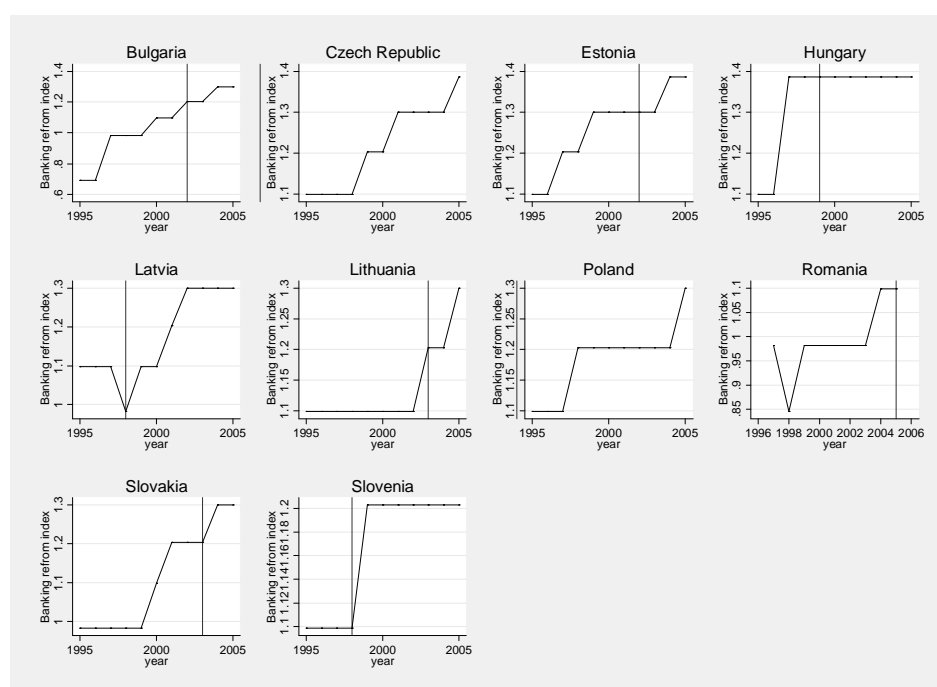 Bulgaria
Banking refrom index
.6 .8 1 1.2 1.4
1995 2000 2005
year
Czech Republic
Banking refrom index
1.1 1.2 1.3 1.4
1995 2000 2005
year
Estonia
Banking refrom index
1.1 1.2 1.3 1.4
1995 2000 2005
year
Hungary
Banking refrom index
1.1 1.2 1.3 1.4
1995 2000 2005
year
Latvia
Banking refrom index
1 1.1 1.2 1.3
1995 2000 2005
year
Lithuania
Banking refrom index
1.1 1.15 1.2 1.25 1.3
1995 2000 2005
year
Poland
Banking refrom index
1.1 1.15 1.2 1.25 1.3
1995 2000 2005
year
Romania
Banking refrom index
.85 .9 .95 1 1.05 1.1
1996 1998 2000 2002 2004 2006
year
Slovakia
Banking refrom index
1 1.1 1.2 1.3
1995 2000 2005
year
Slovenia
Banking refrom index
1.1 1.12 1.14 1.16 1.18 1.2
1995 2000 2005
year